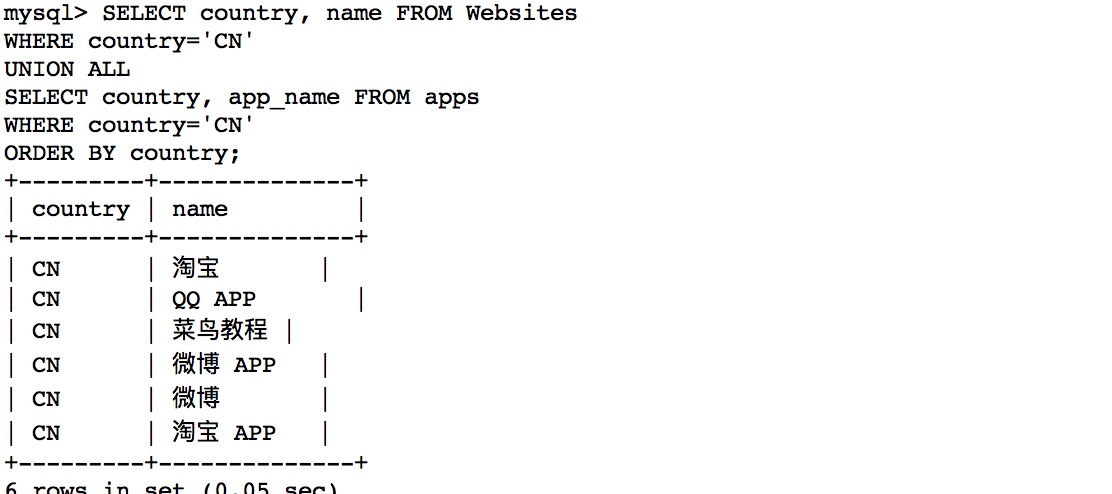 mysql> SELECT country, name FROM Websites
WHERE country='CN'
UNION ALL
SELECT country, app_name FROM apps
WHERE country='CN'
ORDER BY country;
+---------+--------------+
| country | name         |
+---------+--------------+
| CN      | 淘宝       |
| CN      | QQ APP       |
| CN      | 菜鸟教程 |
| CN      | 微博 APP   |
| CN      | 微博       |
| CN      | 淘宝 APP   |
+---------+--------------+
6 rows in set (0.05 sec)